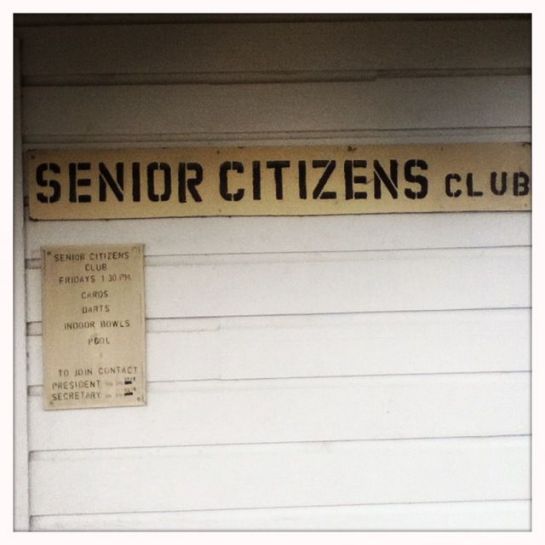 SENIOR CITIZENS CLUB
SENIOR CITIZENS
CLUB
FRIDAYS 1.30 PM
CARDS
DARTS
INDOOR BOWLS
POOL
TO JOIN CONTACT
PRESIDENT
SECRETARY